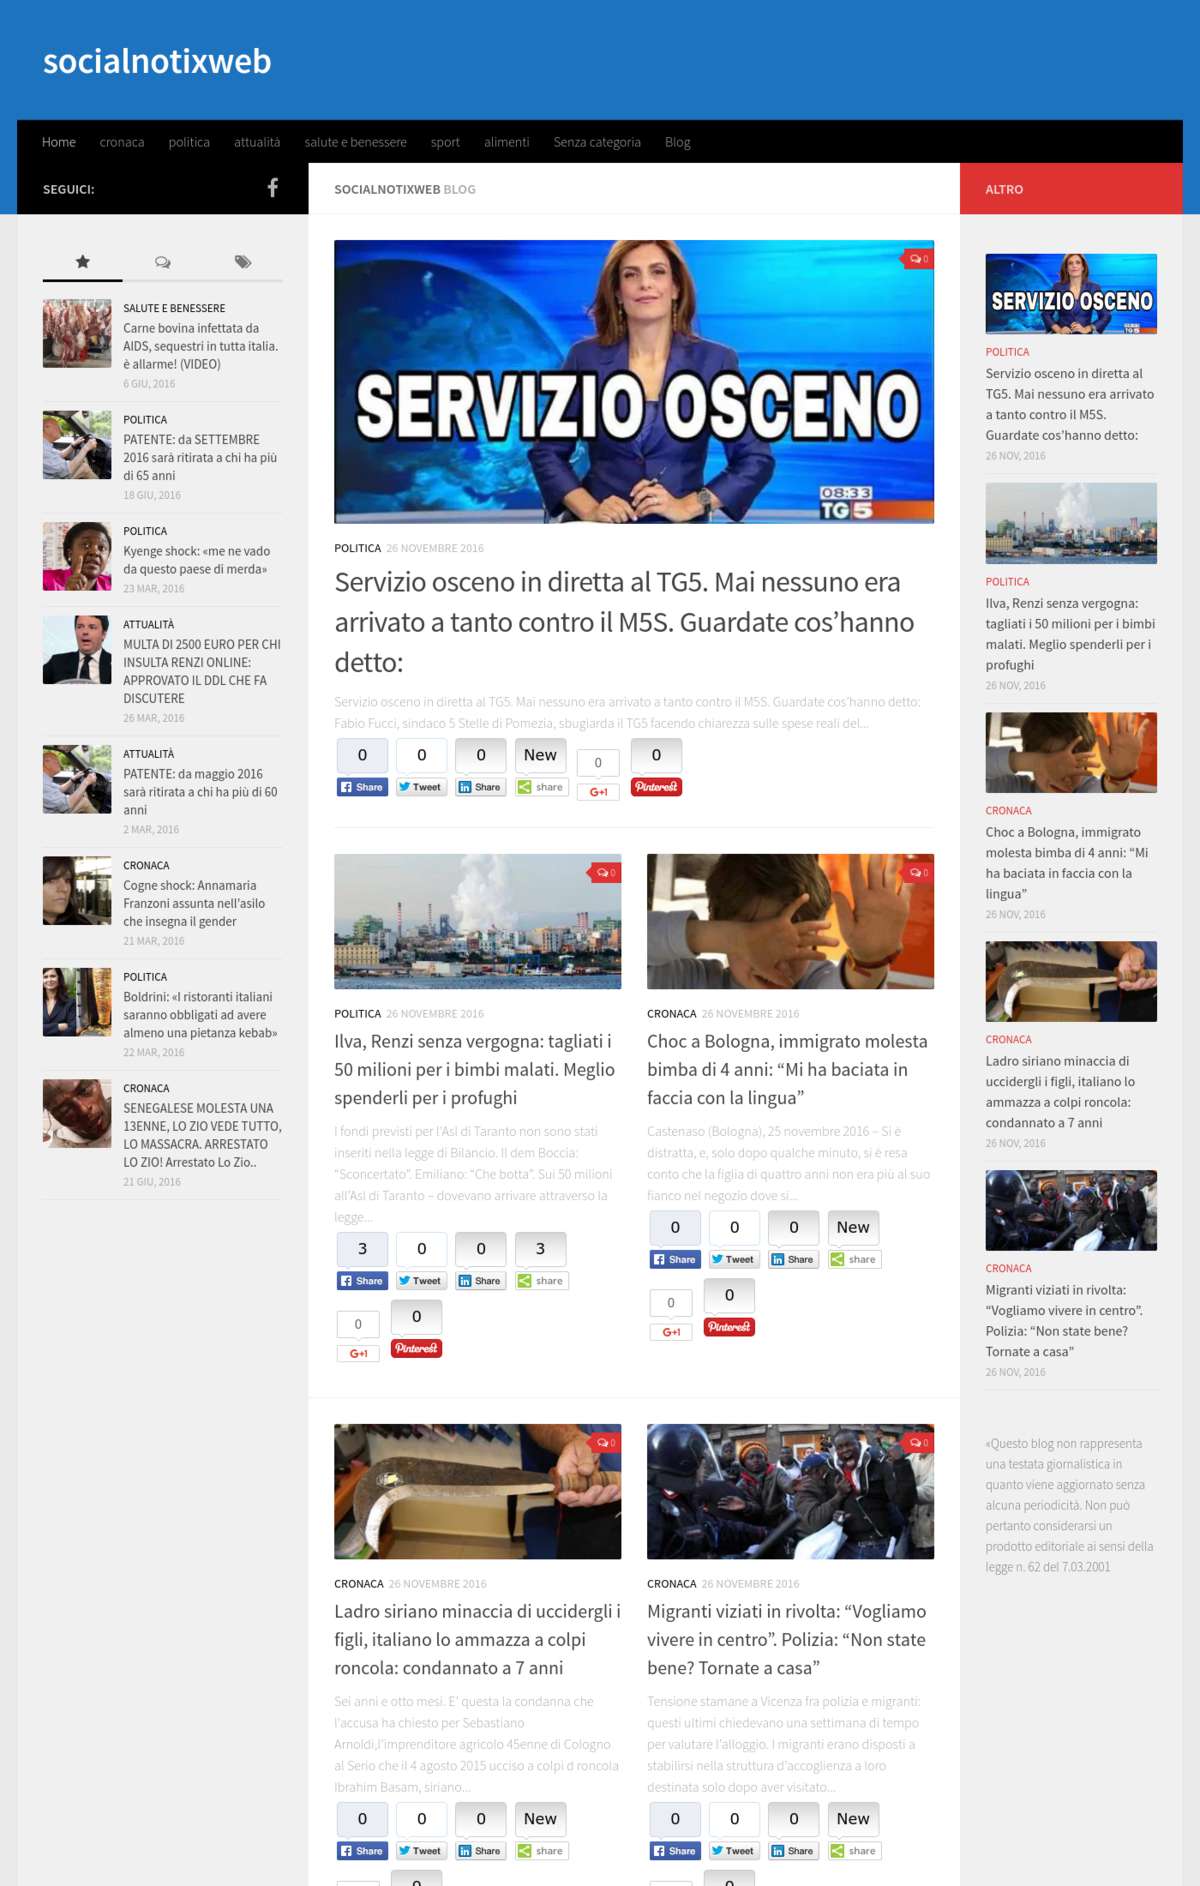 socialnotixweb
Home cronaca politica attualità salute e benessere sport alimenti Senza categoria Blog
SEGUICI:
SOCIALNOTIXWEB BLOG
ALTRO
SALUTE E BENESSERE
Carne bovina infettata da
AIDS, sequestri in tutta italia.
è allarme! (VIDEO)
6 GIU, 2016
POLITICA
PATENTE: da SETTEMBRE
2016 sarà ritirata a chi ha più
di 65 anni
18 GIU, 2016
POLITICA
Kyenge shock: «me ne vado
da questo paese di merda»
23 MAR, 2016
ATTUALITÀ
MULTA DI 2500 EURO PER CHI
INSULTA RENZI ONLINE:
APPROVATO IL DDL CHE FA
DISCUTERE
26 MAR, 2016
ATTUALITÀ
PATENTE: da maggio 2016
sarà ritirata a chi ha più di 60
anni
2 MAR, 2016
CRONACA
Cogne shock: Annamaria
Franzoni assunta nell'asilo
che insegna il gender
21 MAR, 2016
POLITICA
Boldrini: «I ristoranti italiani
saranno obbligati ad avere
almeno una pietanza kebab»
22 MAR, 2016
CRONACA
SENEGALESE MOLESTA UNA
13ENNE, LO ZIO VEDE TUTTO,
LO MASSACRA. ARRESTATO
LO ZIO! Arrestato Lo Zio..
21 GIU, 2016
0
SERVIZIO OSCENO
08:33
TG5
POLITICA 26 NOVEMBRE 2016
Servizio osceno in diretta al TG5. Mai nessuno era
arrivato a tanto contro il M5S. Guardate cos’hanno
detto:
Servizio osceno in diretta al TG5. Mai nessuno era arrivato a tanto contro il M5S. Guardate cos’hanno detto:
Fabio Fucci, sindaco 5 Stelle di Pomezia, sbugiarda il TG5 facendo chiarezza sulle spese reali del...
0 0 0 New 0 0
Share Tweet Share share G+1 Pinterest
0
POLITICA 26 NOVEMBRE 2016
Ilva, Renzi senza vergogna: tagliati i
50 milioni per i bimbi malati. Meglio
spenderli per i profughi
I fondi previsti per l’Asl di Taranto non sono stati
inseriti nella legge di Bilancio. Il dem Boccia:
“Sconcertato”. Emiliano: “Che botta”. Sui 50 milioni
all’Asl di Taranto – dovevano arrivare attraverso la
legge...
3 0 0 3
Share Tweet Share share
0 0
G+1 Pinterest
0
CRONACA 26 NOVEMBRE 2016
Choc a Bologna, immigrato molesta
bimba di 4 anni: “Mi ha baciata in
faccia con la lingua”
Castenaso (Bologna), 25 novembre 2016 – Si è
distratta, e, solo dopo qualche minuto, si è resa
conto che la figlia di quattro anni non era più al suo
fianco nel negozio dove si...
0 0 0 New
Share Tweet Share share
0 0
G+1 Pinterest
0
CRONACA 26 NOVEMBRE 2016
Ladro siriano minaccia di uccidergli i
figli, italiano lo ammazza a colpi
roncola: condannato a 7 anni
Sei anni e otto mesi. E’ questa la condanna che
l’accusa ha chiesto per Sebastiano
Arnoldi,l’imprenditore agricolo 45enne di Cologno
al Serio che il 4 agosto 2015 ucciso a colpi d roncola
Ibrahim Basam, siriano...
0 0 0 New
Share Tweet Share share
0
0
CRONACA 26 NOVEMBRE 2016
Migranti viziati in rivolta: “Vogliamo
vivere in centro”. Polizia: “Non state
bene? Tornate a casa”
Tensione stamane a Vicenza fra polizia e migranti:
questi ultimi chiedevano una settimana di tempo
per valutare l’alloggio. I migranti erano disposti a
stabilirsi nella struttura d’accoglienza a loro
destinata solo dopo aver visitato...
0 0 0 New
Share Tweet Share share
0
SERVIZIO OSCENO
TG5
POLITICA
Servizio osceno in diretta al
TG5. Mai nessuno era arrivato
a tanto contro il M5S.
Guardate cos’hanno detto:
26 NOV, 2016
POLITICA
Ilva, Renzi senza vergogna:
tagliati i 50 milioni per i bimbi
malati. Meglio spenderli per i
profughi
26 NOV, 2016
CRONACA
Choc a Bologna, immigrato
molesta bimba di 4 anni: “Mi
ha baciata in faccia con la
lingua”
26 NOV, 2016
CRONACA
Ladro siriano minaccia di
uccidergli i figli, italiano lo
ammazza a colpi roncola:
condannato a 7 anni
26 NOV, 2016
CRONACA
Migranti viziati in rivolta:
“Vogliamo vivere in centro”.
Polizia: “Non state bene?
Tornate a casa”
26 NOV, 2016
«Questo blog non rappresenta
una testata giornalistica in
quanto viene aggiornato senza
alcuna periodicità. Non può
pertanto considerarsi un
prodotto editoriale ai sensi della
legge n. 62 del 7.03.2001